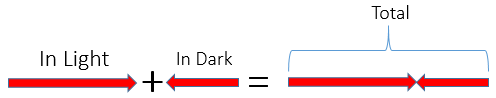 Total
In Light + In Dark =